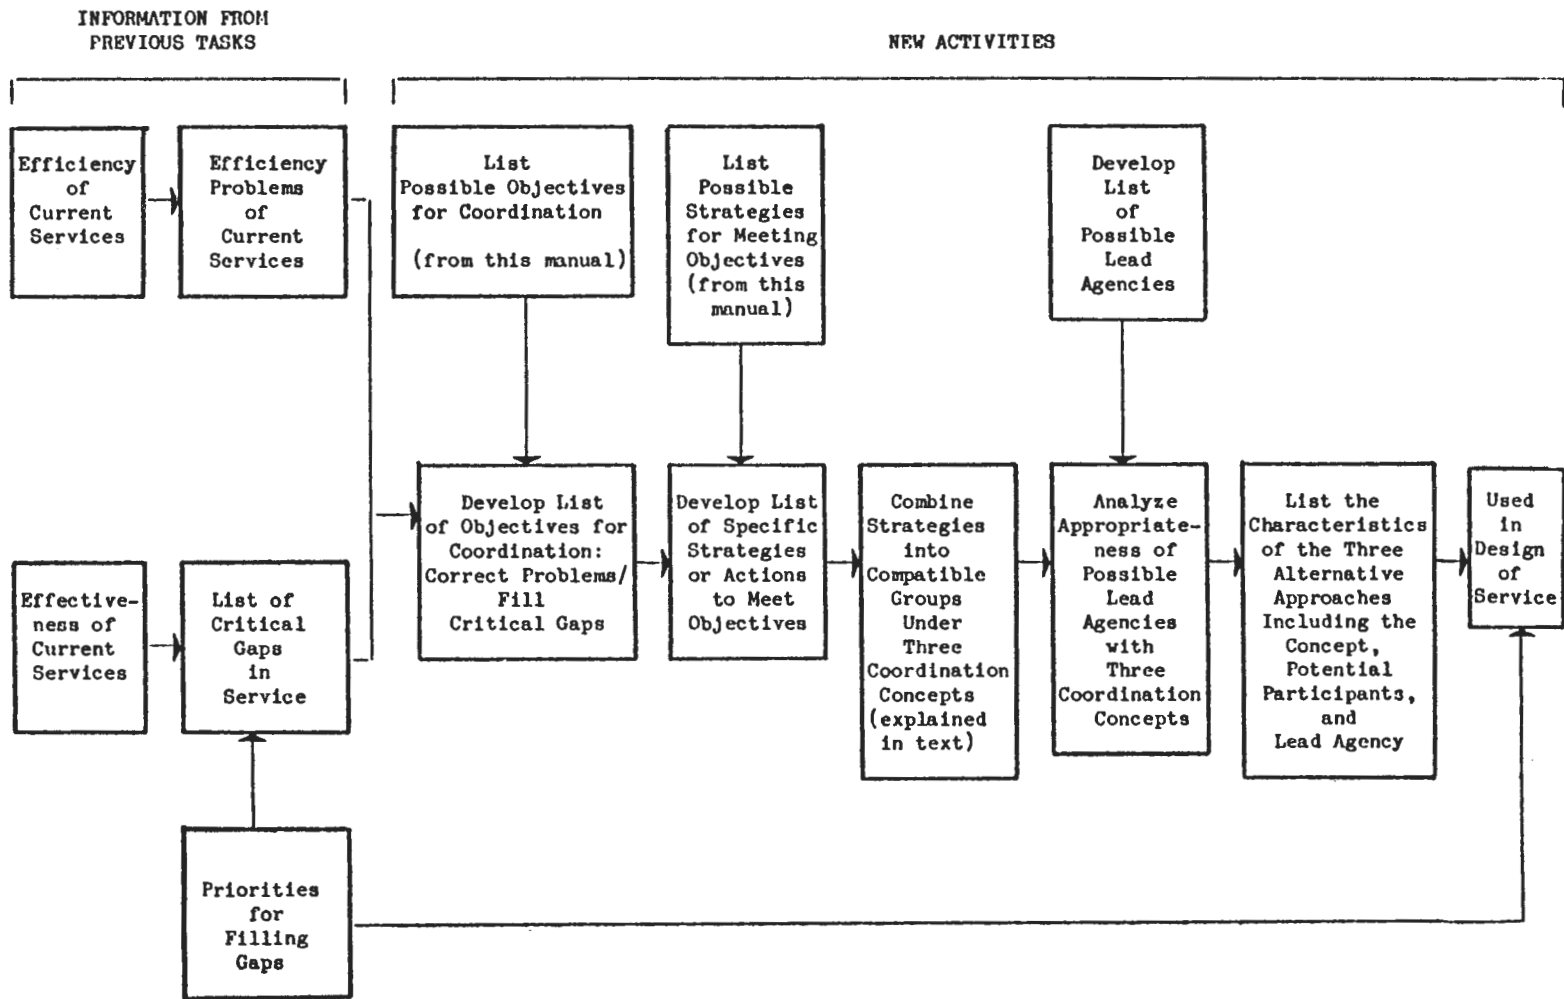 INFORMATION FROM
PREVIOUS TASKS
NEW ACTIVITIES
Efficiency
of
Current
Services
Efficiency
Problems
of
Current
Services
List
Possible Objectives
for Coordination
(from this manual)
List
Possible
Strategies
for Meeting
Objectives
(from this
manual)
Develop
List
of
Possible
Lead
Agencies
Effective-
ness of
Current
Services
List of
Critical
Gaps
in
Service
Develop List
of Objectives for
Coordination:
Correct Problems/
Fill
Critical Gaps
Develop List
of Specific
Strategies
or Actions
to Meet
Objectives
Combine
Strategies
into
Compatible
Groups
Under
Three
Coordination
Concepts
(explained
in text)
Analyze
Appropriate-
ness of
Possible
Lead
Agencies
with
Three
Coordination
Concepts
List the
Characteristics
of the Three
Alternative
Approaches
Including the
Concept,
Potential
Participants,
and
Lead Agency
Used
in
Design
of
Service
Priorities
for
Filling
Gaps